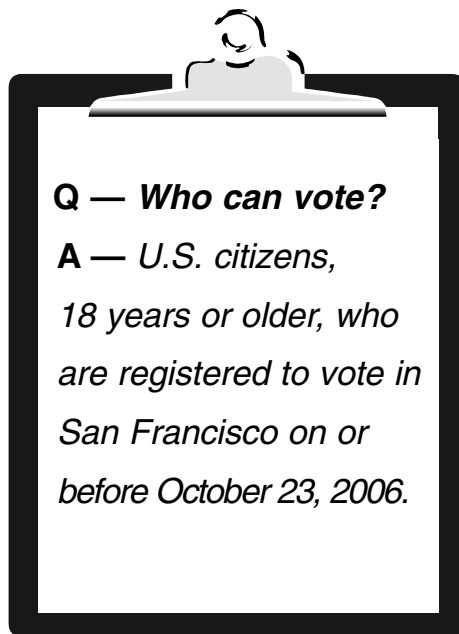 Q — Who can vote?
A — U.S. citizens,
18 years or older, who
are registered to vote in
San Francisco on or
before October 23, 2006.